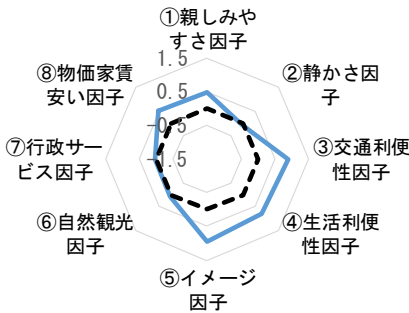 ①親しみや
すさ因子
1.5
⑧物価家賃
安い因子
②静かさ因
子
0.5
-0.5
⑦行政サー
ビス因子
③交通利便
性因子
-1.5
⑥自然観光
因子
④生活利便
性因子
⑤イメージ
因子